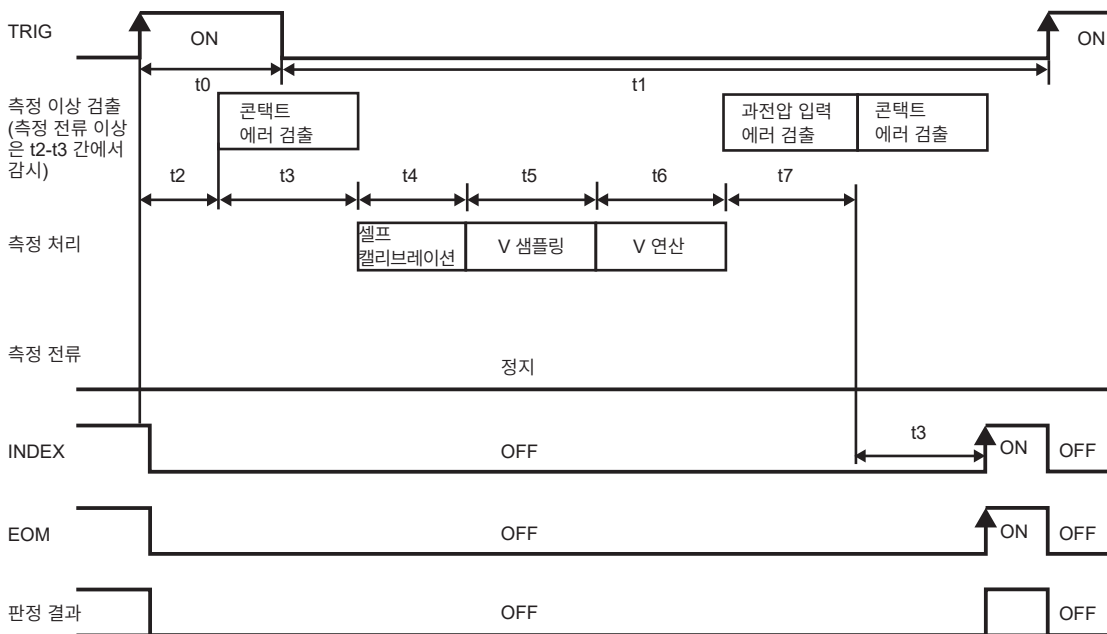 TRIG
ON
ON
t0
t1
측정 이상 검출
(측정 전류 이상
은 t2-t3 간에서
감시)
콘택트
에러 검출
과전압 입력
에러 검출
콘택트
에러 검출
t2
t3
t4
t5
t6
t7
측정 처리
셀프
캘리브레이션
V 샘플링
V 연산
측정 전류
정지
t3
INDEX
OFF
ON
OFF
EOM
OFF
ON
OFF
판정 결과
OFF
OFF